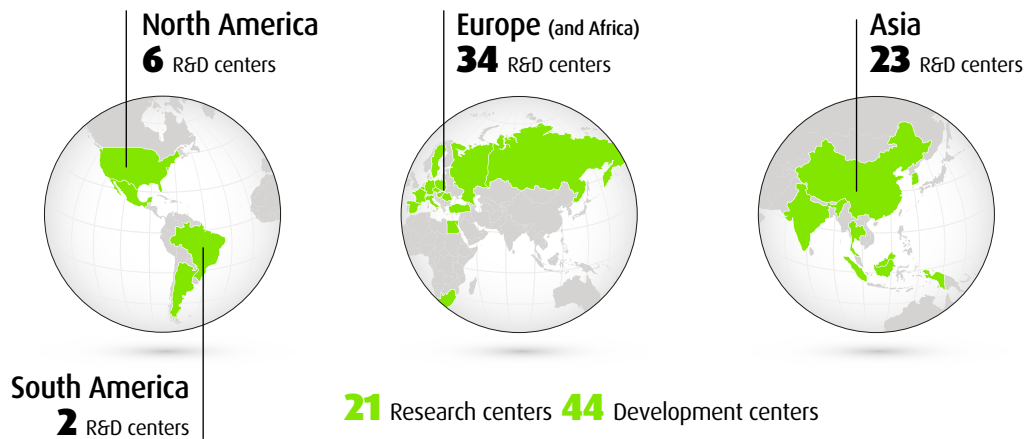 North America
6 R&D centers
Europe (and Africa)
34 R&D centers
Asia
23 R&D centers
South America
2 R&D centers
21 Research centers 44 Development centers